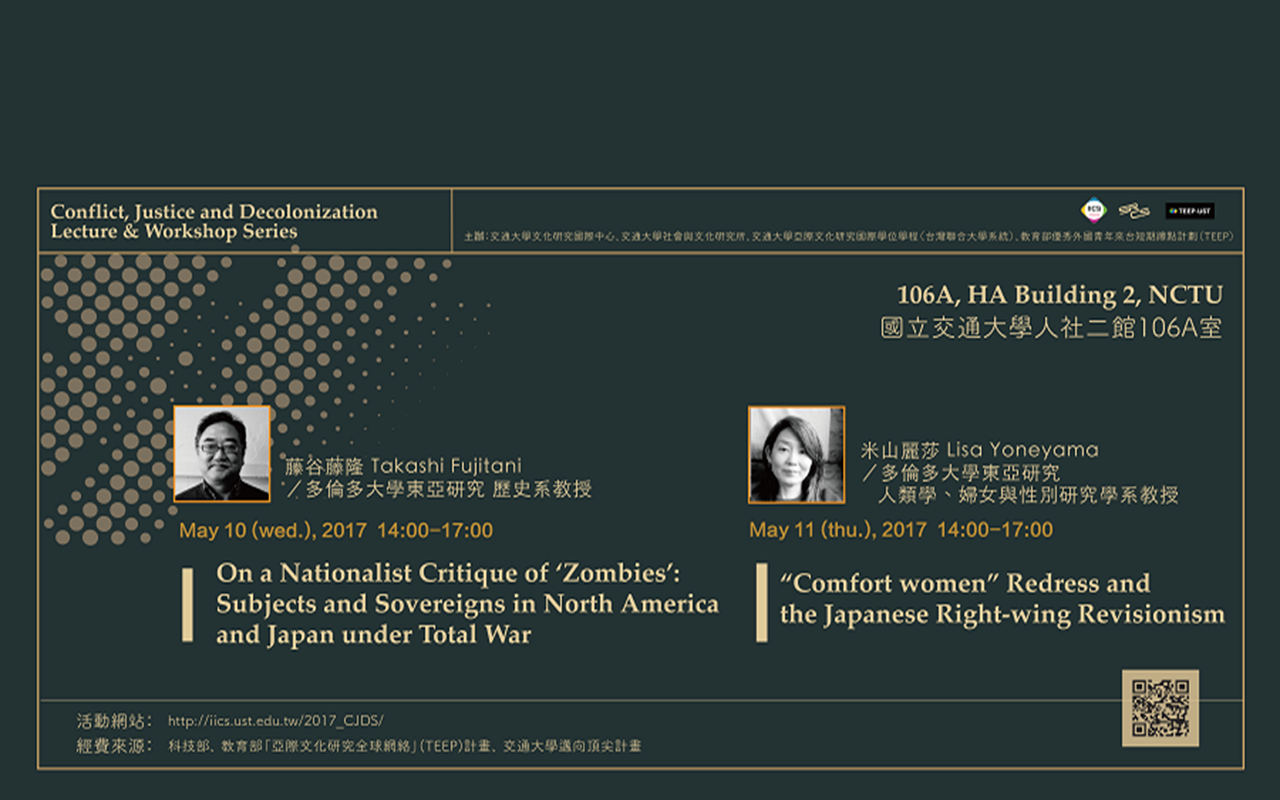 Conflict, Justice and Decolonization
Lecture & Workshop Series
NCTU
TEEP·UST
主辦：交通大學文化研究國際中心、交通大學社會與文化研究所、交通大學亞際文化研究國際學位學程（台灣聯合大學系統）、教育部優秀外國青年來台短期蹲點計劃（TEEP）
106A, HA Building 2, NCTU
國立交通大學人社二館106A室
藤谷藤隆 Takashi Fujitani
／多倫多大學東亞研究 歷史系教授
May 10 (wed.), 2017 14:00-17:00
On a Nationalist Critique of ‘Zombies’:
Subjects and Sovereigns in North America
and Japan under Total War
米山麗莎 Lisa Yoneyama
／多倫多大學東亞研究
人類學、婦女與性別研究學系教授
May 11 (thu.), 2017 14:00-17:00
“Comfort women” Redress and
the Japanese Right-wing Revisionism
活動網站： http://iics.ust.edu.tw/2017_CJDS/
經費來源： 科技部、教育部「亞際文化研究全球網絡」（TEEP）計畫、交通大學邁向頂尖計畫